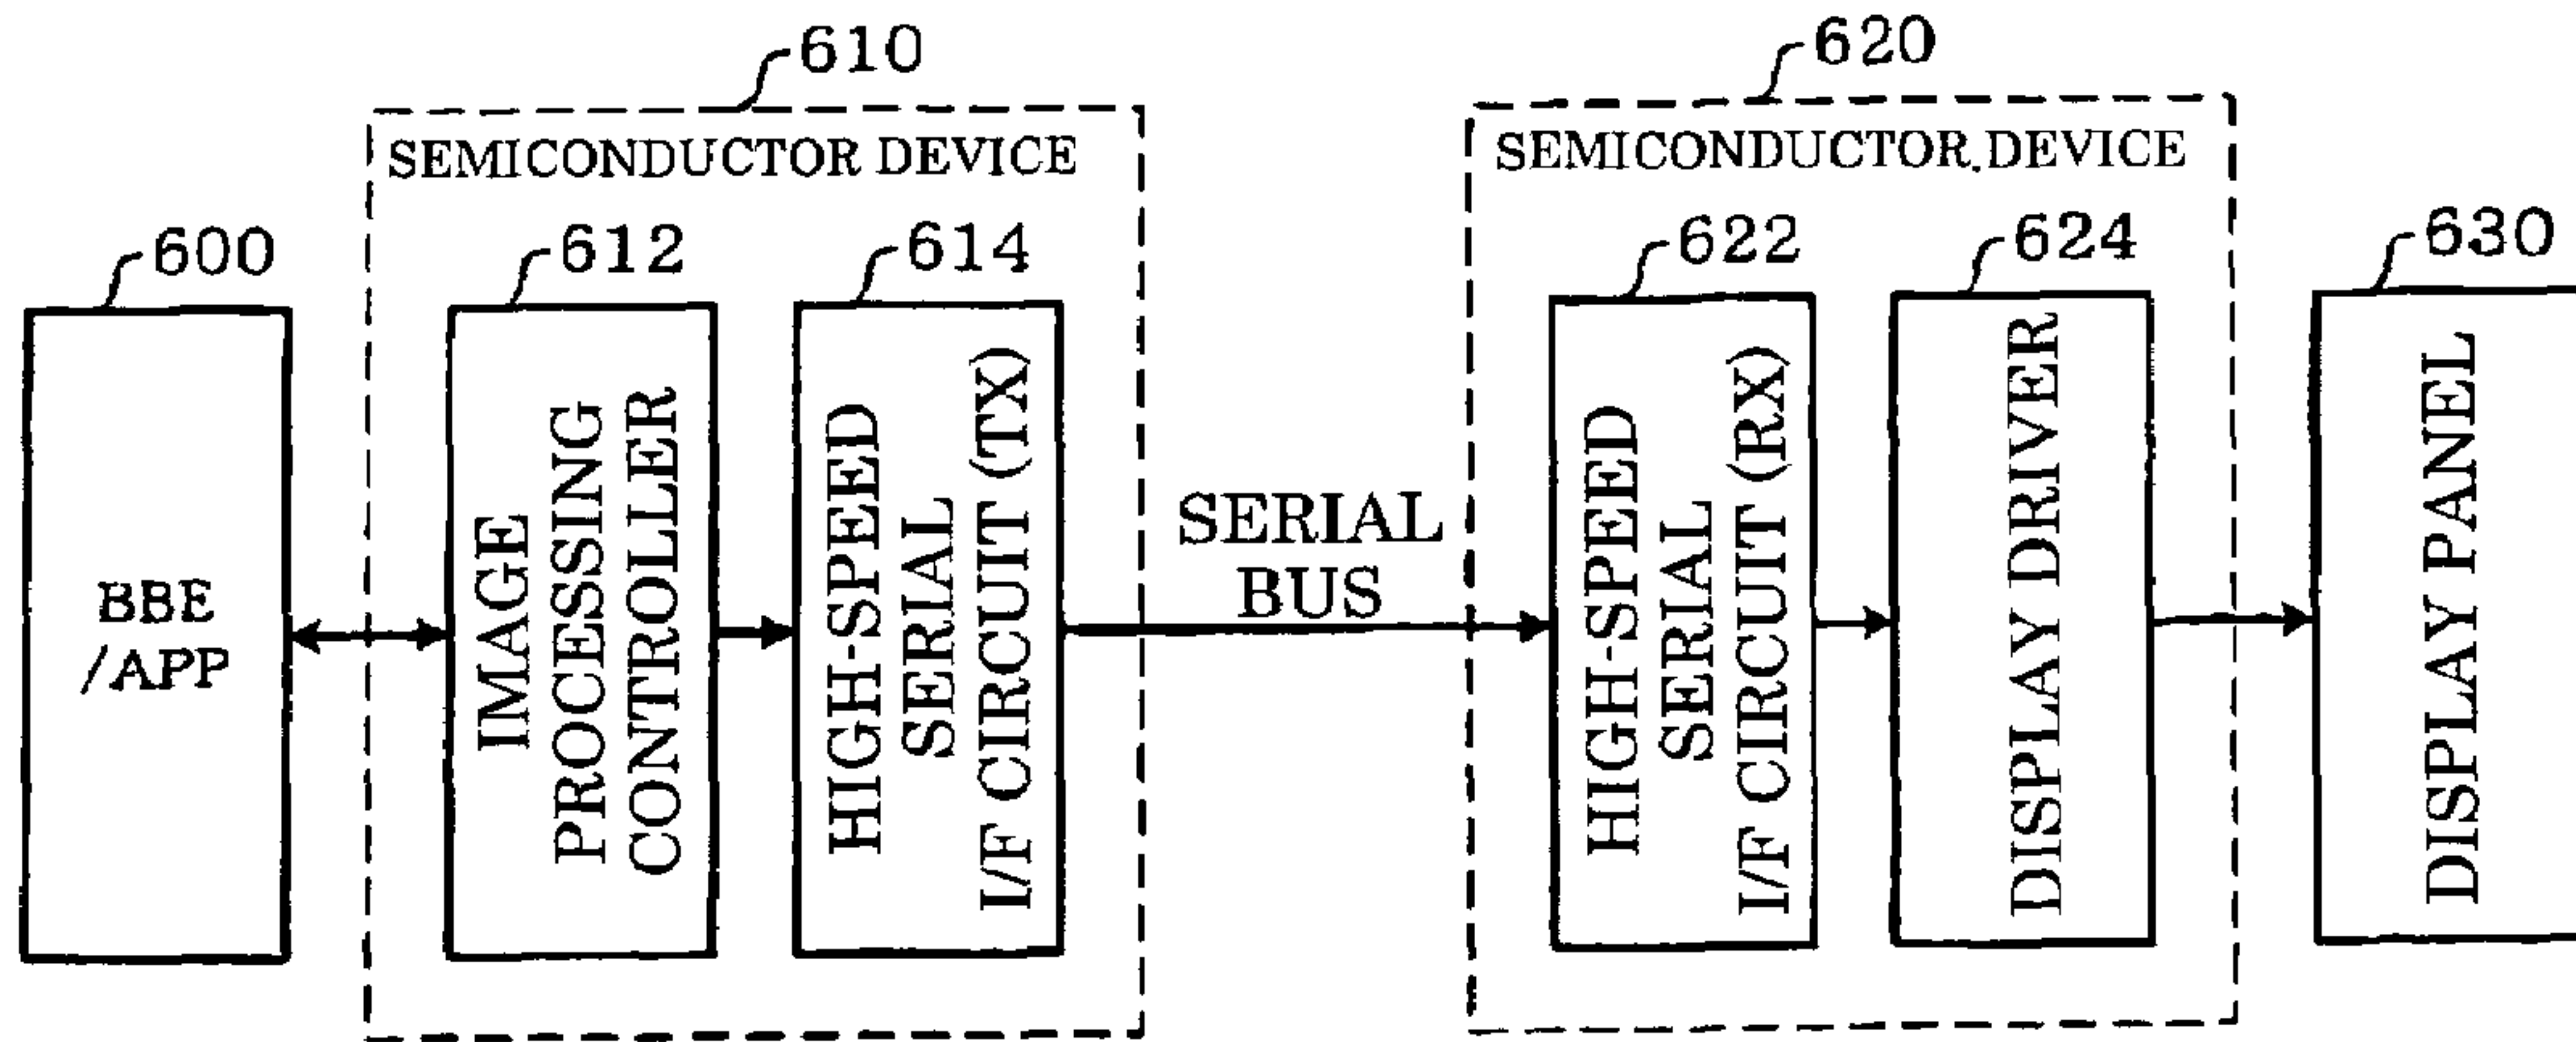 610
620
SEMICONDUCTOR DEVICE
SEMICONDUCTOR DEVICE
600
612
614
622
624
630
BBE
/APP
IMAGE
PROCESSING
CONTROLLER
HIGH-SPEED
SERIAL
I/F CIRCUIT (TX)
SERIAL
BUS
HIGH-SPEED
SERIAL
I/F CIRCUIT (RX)
DISPLAY DRIVER
DISPLAY PANEL